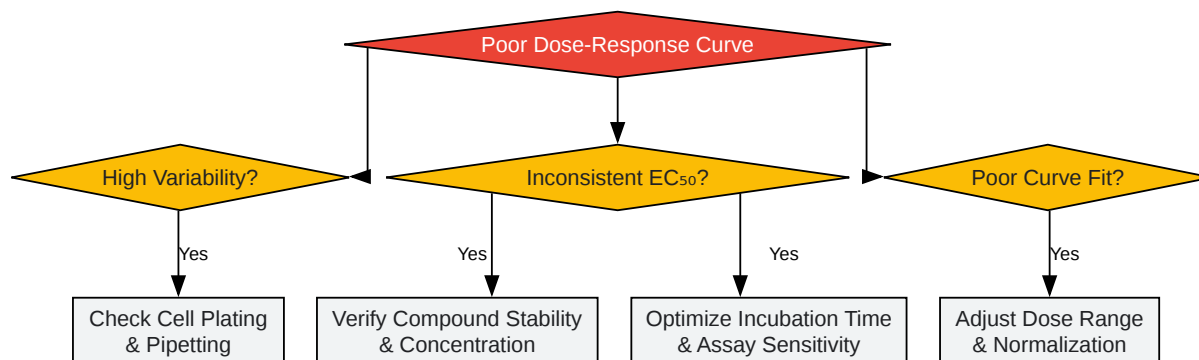 Poor Dose-Response Curve
High Variability?
Inconsistent EC₅₀?
Poor Curve Fit?
Yes
Yes
Yes
Yes
Check Cell Plating
& Pipetting
Verify Compound Stability
& Concentration
Optimize Incubation Time
& Assay Sensitivity
Adjust Dose Range
& Normalization